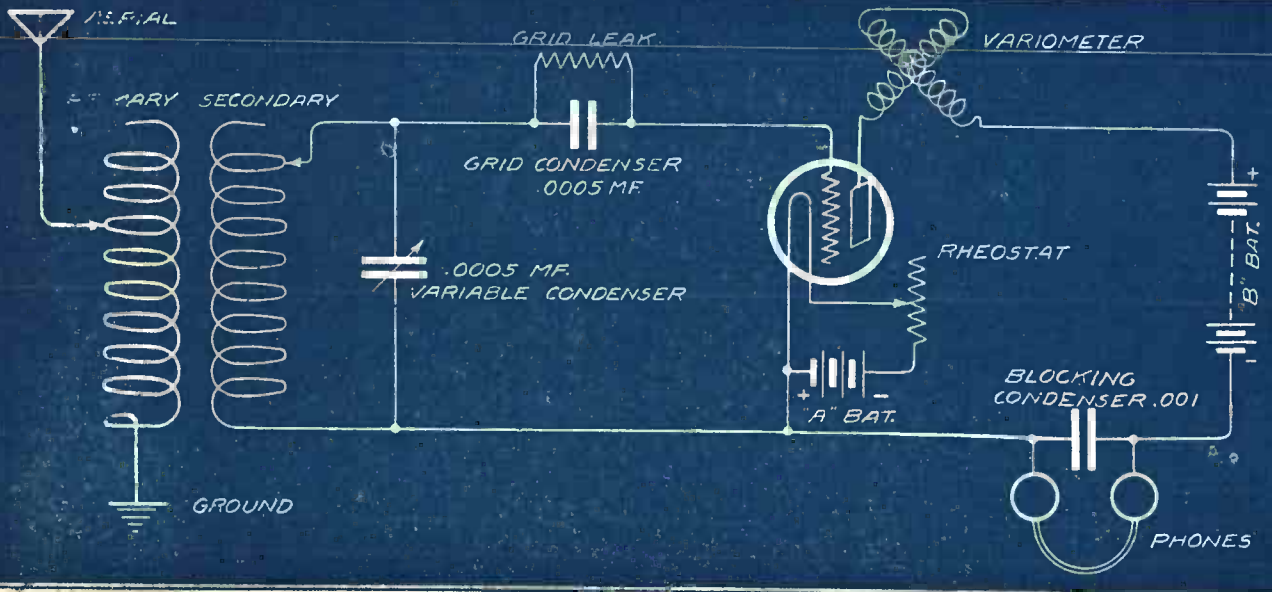 AERIAL
GRID LEAK
VARIOMETER
SECONDARY
GRID CONDENSER
.0005 MF.
.0005 MF.
VARIABLE CONDENSER
RHEOSTAT
+
"B" BAT.
-
+ -
"A" BAT.
BLOCKING
CONDENSER .001
GROUND
PHONES